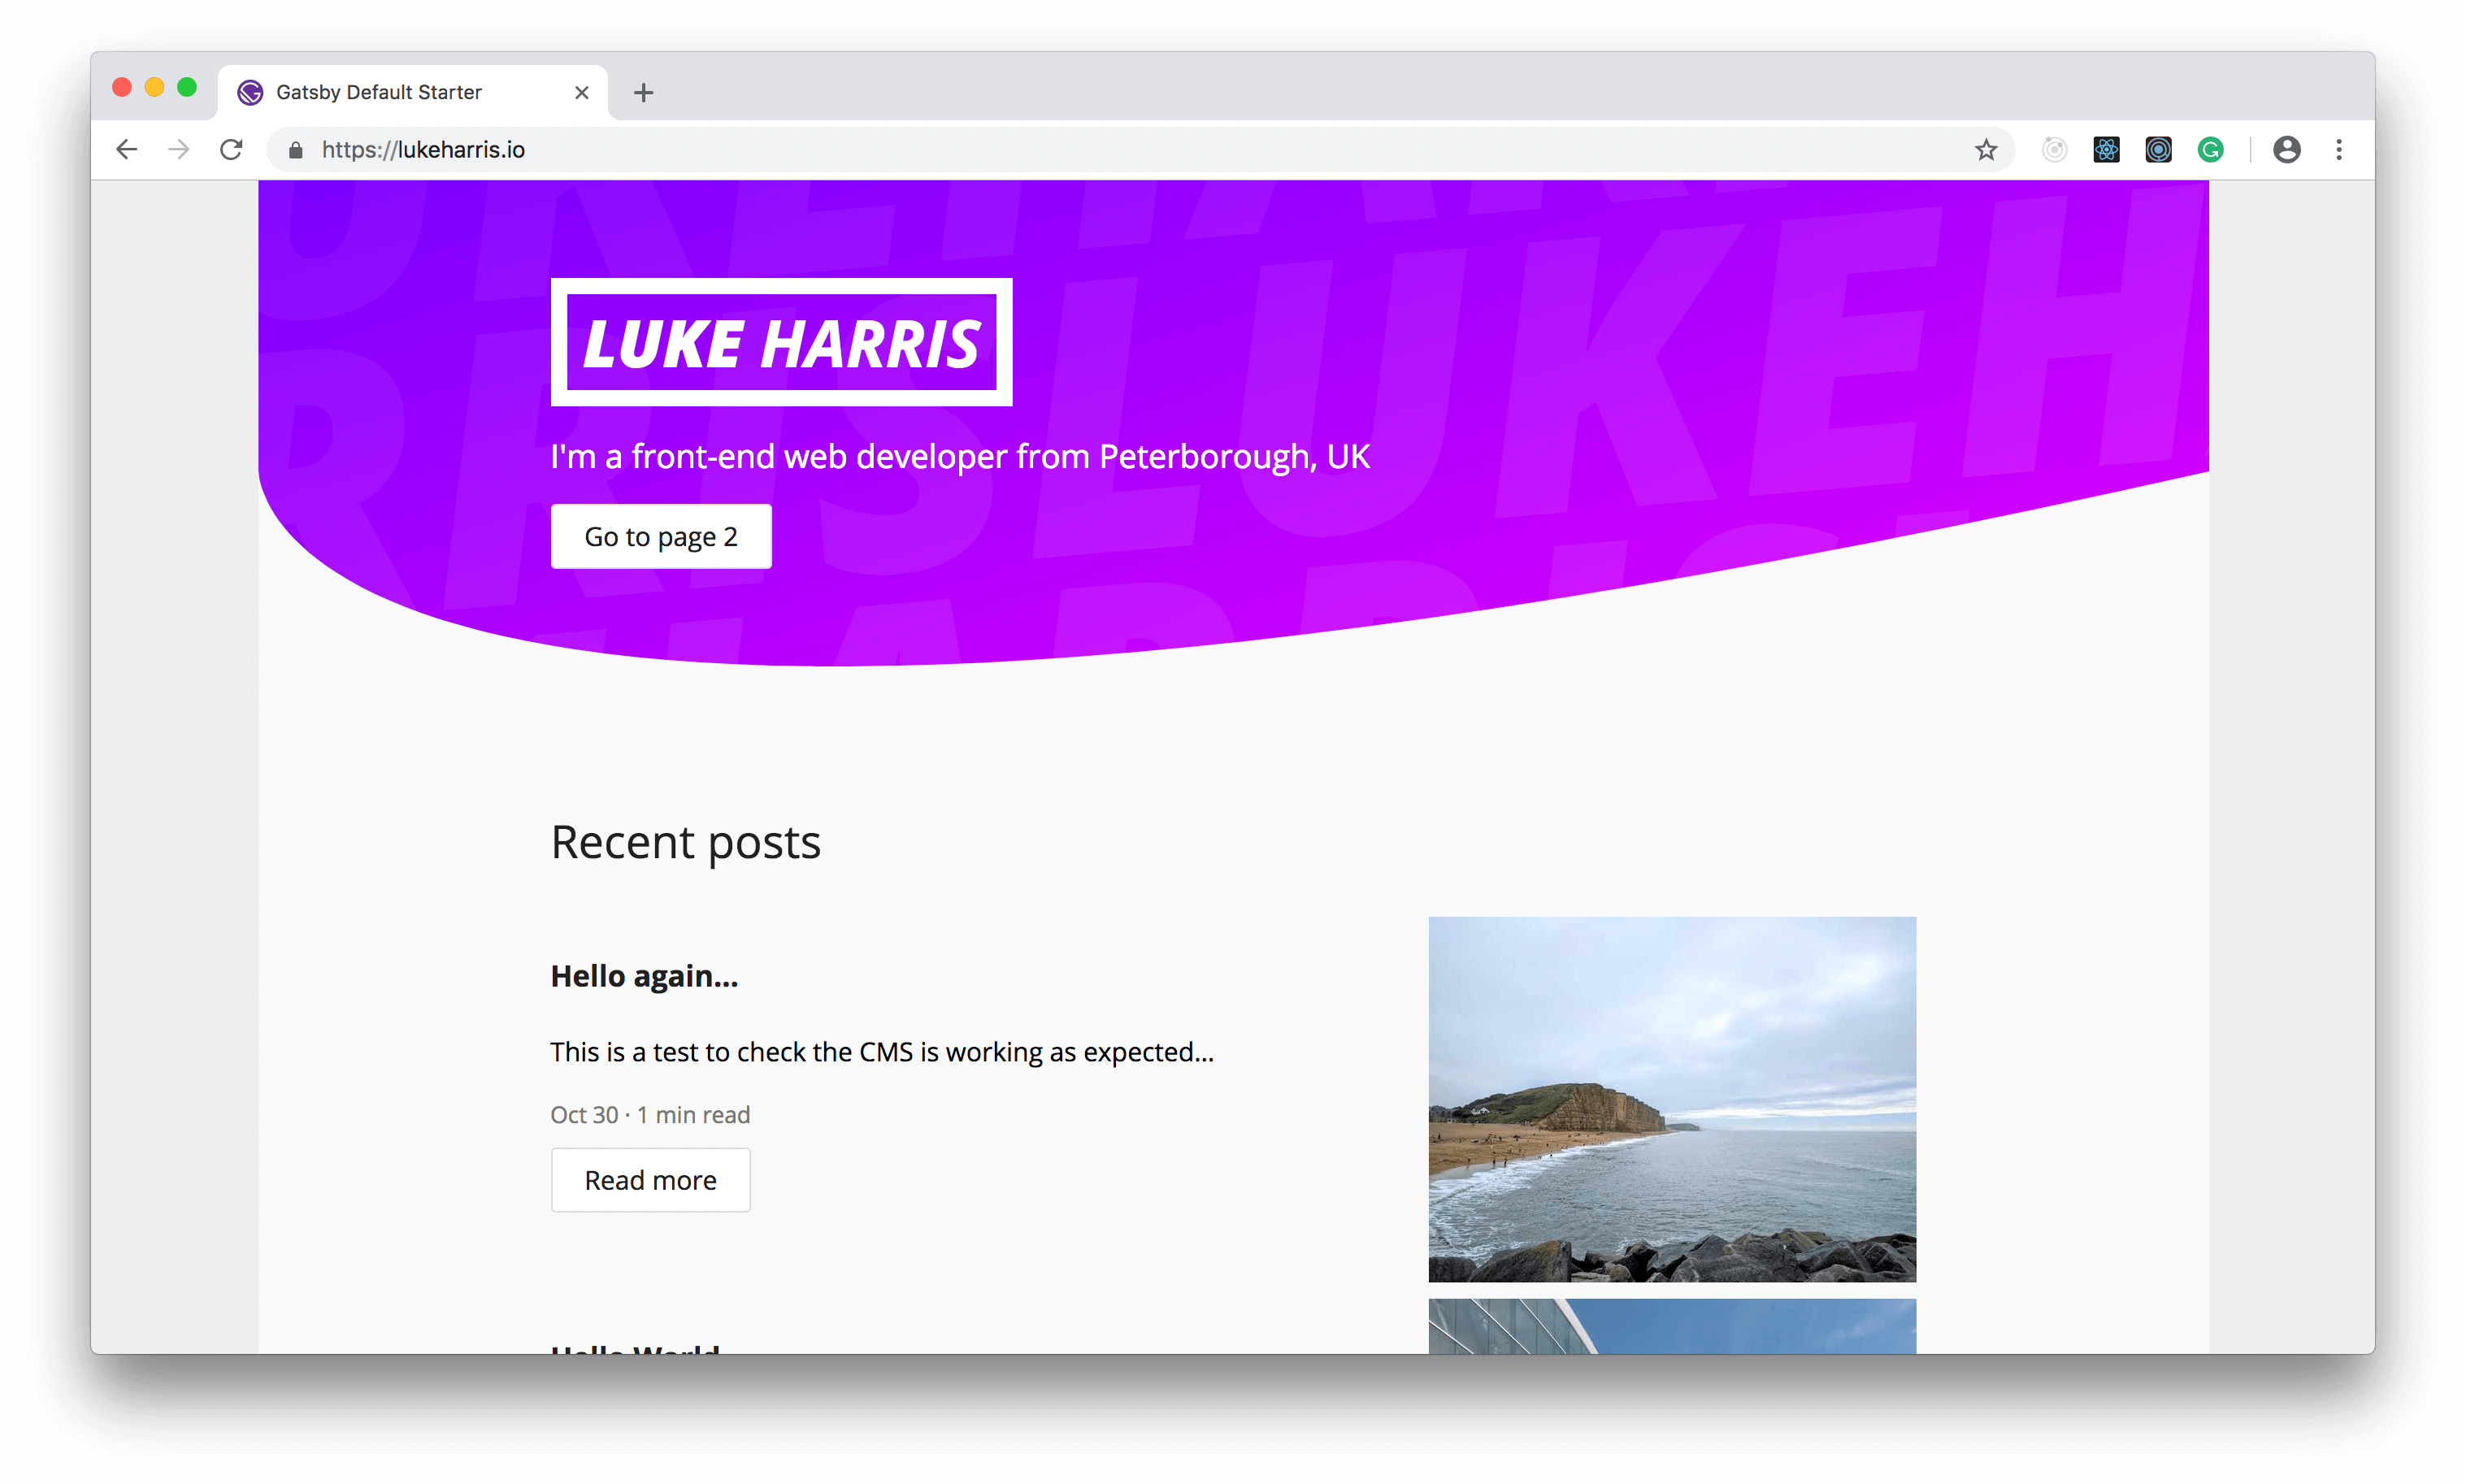 Gatsby Default Starter
https://lukeharris.io
LUKE HARRIS
I'm a front-end web developer from Peterborough, UK
Go to page 2
Recent posts
Hello again...
This is a test to check the CMS is working as expected...
Oct 30 · 1 min read
Read more
Hello World